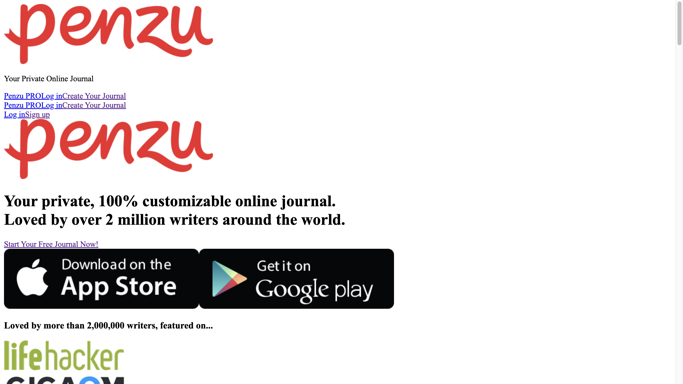 penzu
Your Private Online Journal
Penzu PROLog inCreate Your Journal
Penzu PROLog inCreate Your Journal
Log inSign up
penzu
Your private, 100% customizable online journal.
Loved by over 2 million writers around the world.
Start Your Free Journal Now!
Download on the
App Store
Get it on
Google play
Loved by more than 2,000,000 writers, featured on...
lifehacker
GIGAOM